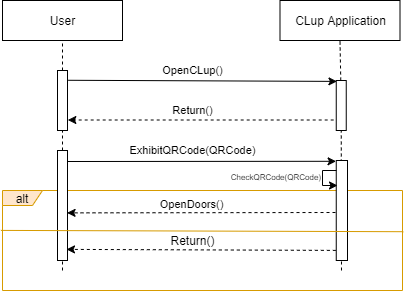 User
CLup Application
OpenCLup()
Return()
ExhibitQRCode(QRCode)
CheckQRCode(QRCode)
alt
OpenDoors()
Return()